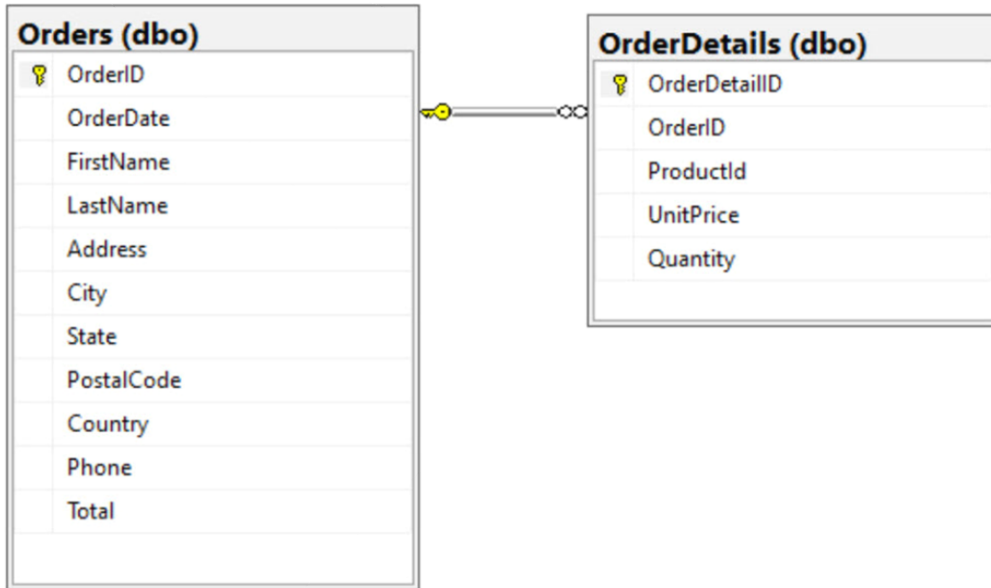 Orders (dbo)
OrderID
OrderDate
FirstName
LastName
Address
City
State
PostalCode
Country
Phone
Total
OrderDetails (dbo)
OrderDetailID
OrderID
ProductId
UnitPrice
Quantity